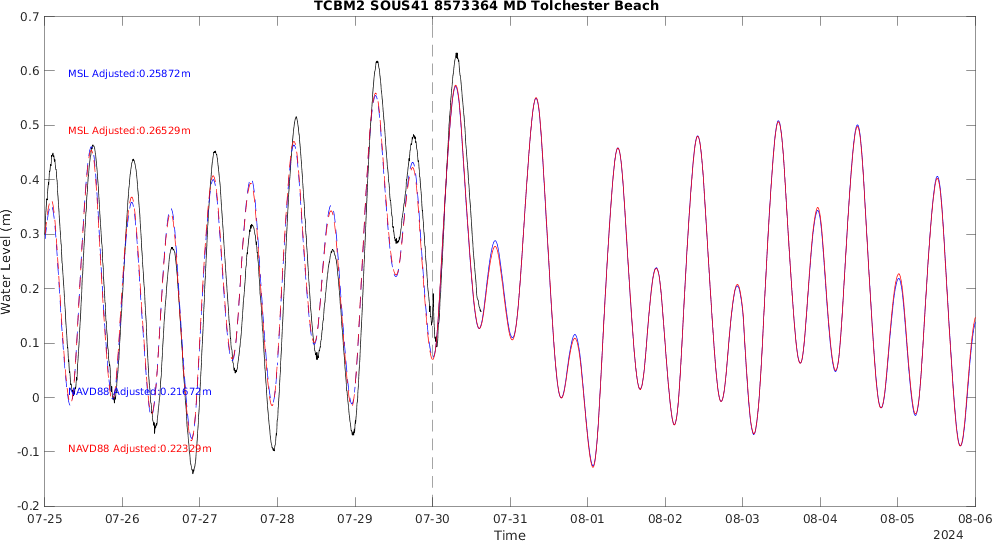 TCBM2 SOUS41 8573364 MD Tolchester Beach
0.7
0.6
0.5
0.4
0.3
0.2
0.1
0
-0.1
-0.2
Water Level (m)
MSL Adjusted:0.25872m
MSL Adjusted:0.26529m
NAVD88 Adjusted:0.21672m
NAVD88 Adjusted:0.22329m
07-25 07-26 07-27 07-28 07-29 07-30 07-31 08-01 08-02 08-03 08-04 08-05 08-06
Time
2024